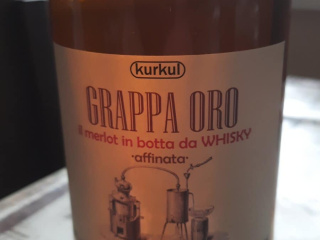 kurkul
GRAPPA ORO
il merlot in botta da WHISKY
·affinata·